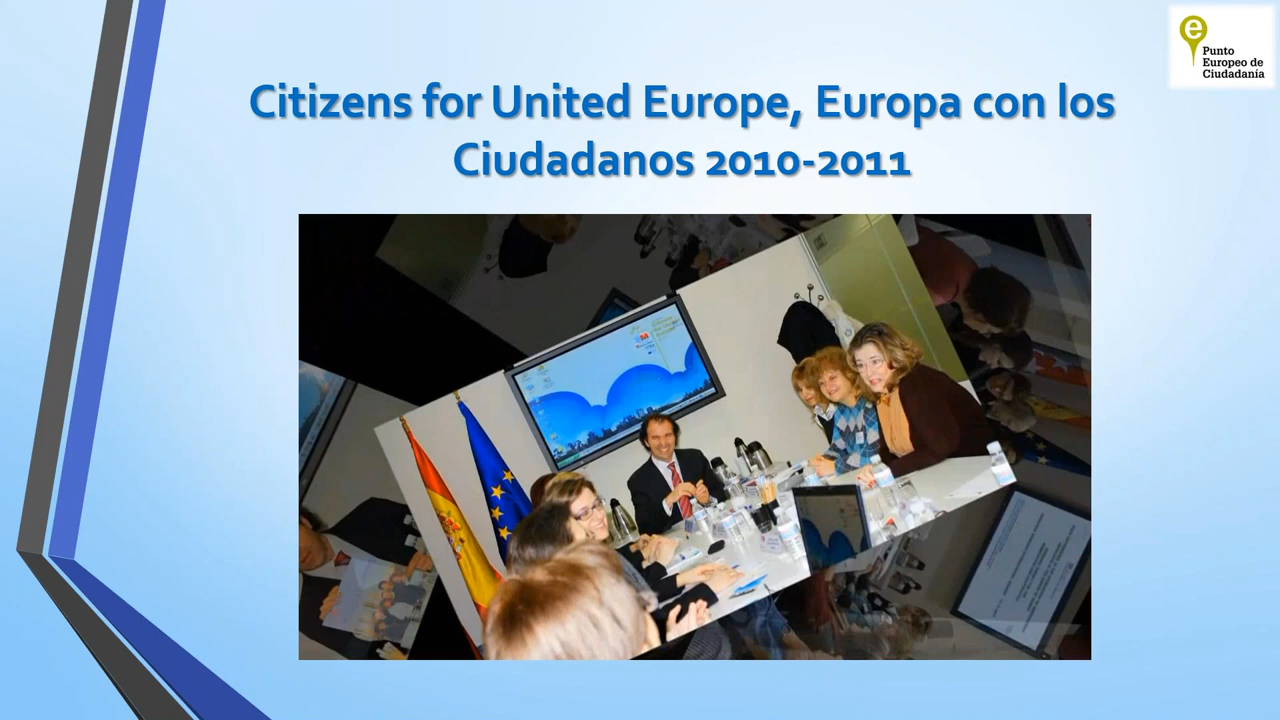 e
Punto
Europeo de
Ciudadanía
Citizens for United Europe, Europa con los
Ciudadanos 2010-2011